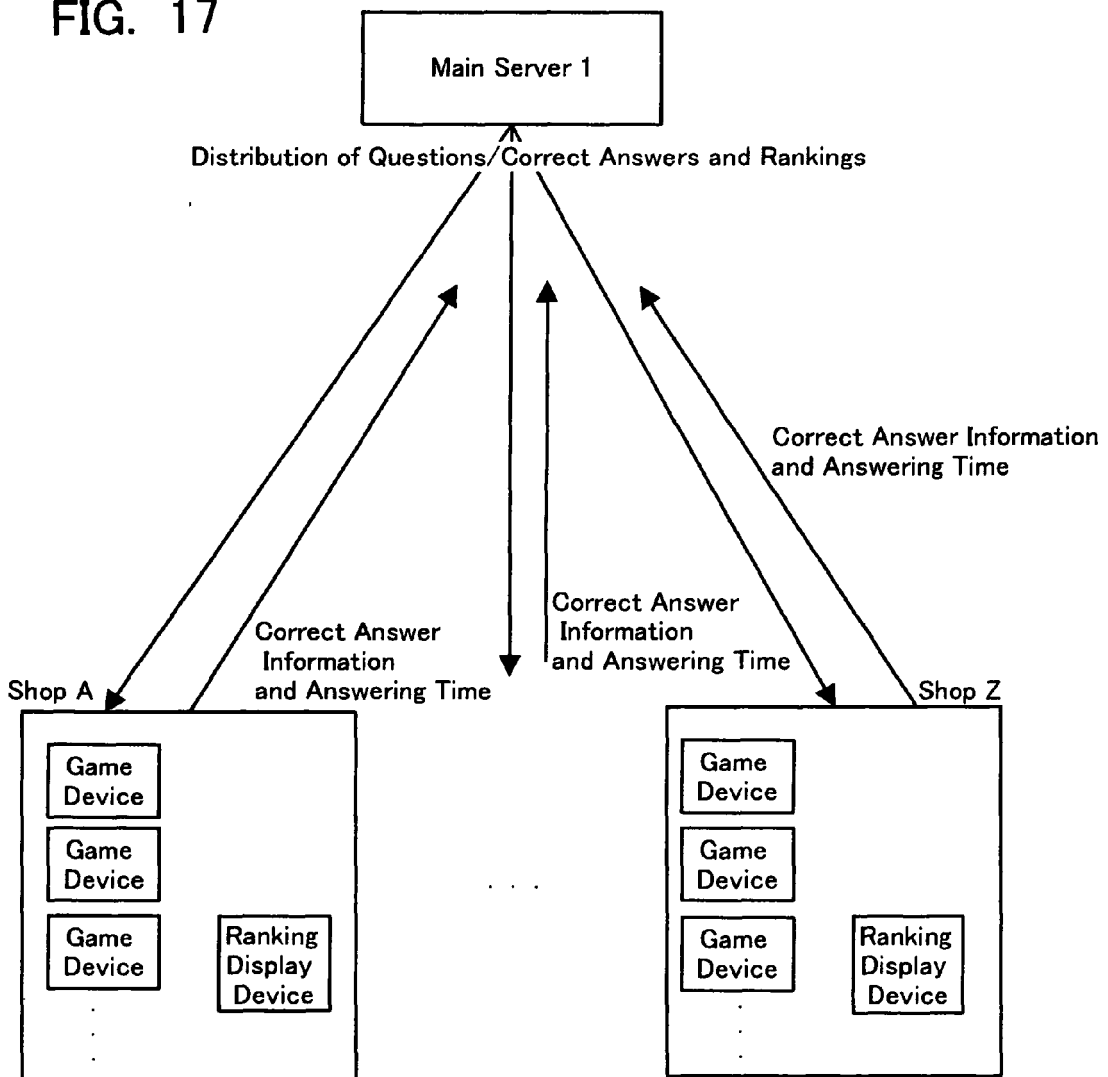 FIG. 17
Main Server 1
Distribution of Questions/Correct Answers and Rankings
Correct Answer Information
and Answering Time
Correct Answer
Information
and Answering Time
Correct Answer
Information
and Answering Time
Shop A
Shop Z
Game
Device
Game
Device
Game
Device
Ranking
Display
Device
. . .
Game
Device
Game
Device
Game
Device
Ranking
Display
Device